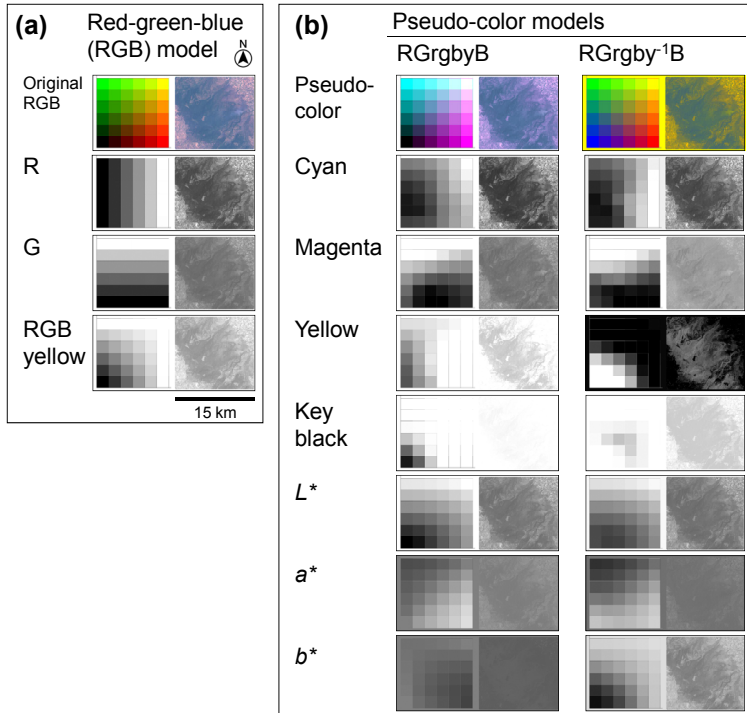 (a) Red-green-blue
(RGB) model
N
Original
RGB
R
G
RGB
yellow
15 km
(b) Pseudo-color models
RGrgbyB RGrgby-1B
Pseudo-
color
Cyan
Magenta
Yellow
Key
black
L*
a*
b*